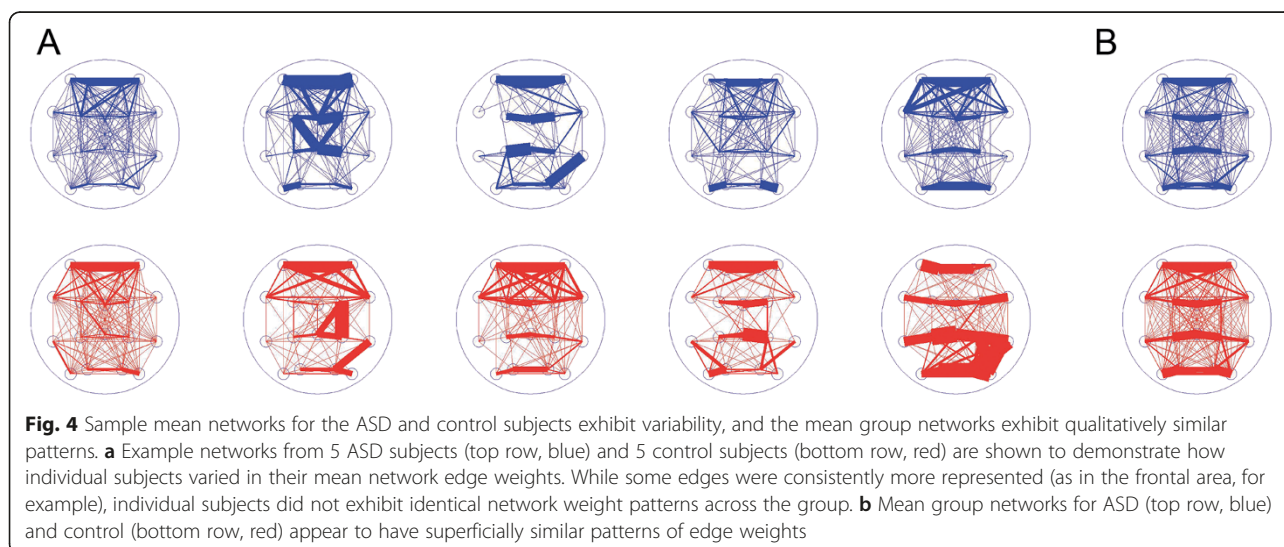 A
B
Fig. 4 Sample mean networks for the ASD and control subjects exhibit variability, and the mean group networks exhibit qualitatively similar
patterns. a Example networks from 5 ASD subjects (top row, blue) and 5 control subjects (bottom row, red) are shown to demonstrate how
individual subjects varied in their mean network edge weights. While some edges were consistently more represented (as in the frontal area, for
example), individual subjects did not exhibit identical network weight patterns across the group. b Mean group networks for ASD (top row, blue)
and control (bottom row, red) appear to have superficially similar patterns of edge weights